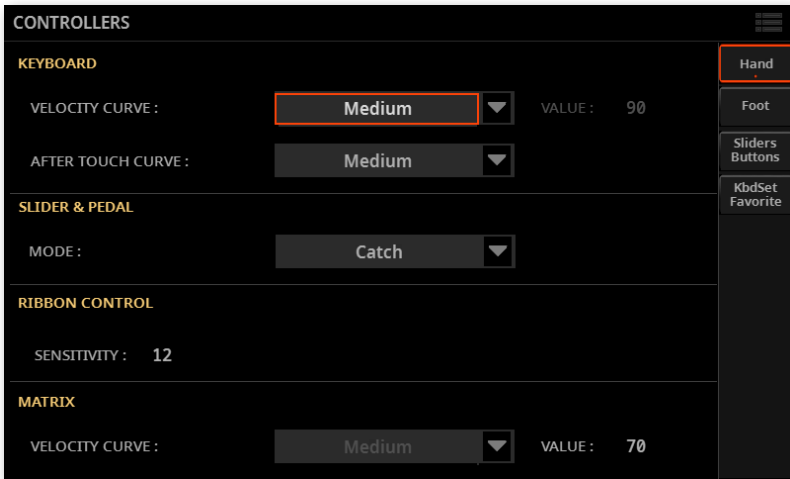 CONTROLLERS
KEYBOARD
VELOCITY CURVE : Medium VALUE : 90
AFTER TOUCH CURVE : Medium
SLIDER & PEDAL
MODE : Catch
RIBBON CONTROL
SENSITIVITY : 12
MATRIX
VELOCITY CURVE : Medium VALUE : 70
Hand
Foot
Sliders
Buttons
KbdSet
Favorite